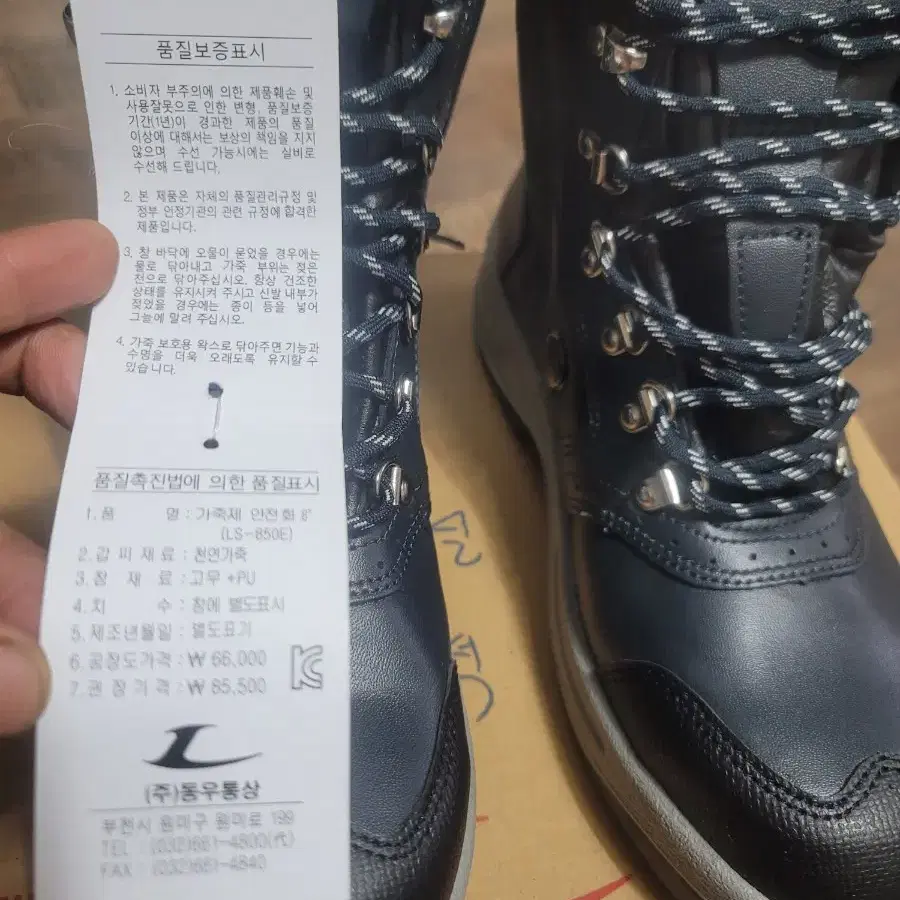 품질보증표시
1. 소비자 부주의에 의한 제품훼손 및
사용잘못으로 인한 변형, 품질보증
기간(1년)이 경과한 제품의 품질
이상에 대해서는 보상의 책임을 지지
않으며 수선 가능시에는 실비로
수선해 드립니다.
2. 본 제품은 자체의 품질관리규정 및
정부 인정기관의 관련 규정에 합격한
제품입니다.
3. 창 바닥에 오물이 묻었을 경우에는
물로 닦아내고 가죽 부위는 젖은
천으로 닦아주십시오. 항상 건조한
상태를 유지시켜 주시고 신발 내부가
젖었을 경우에는 종이 등을 넣어
그늘에 말려 주십시오.
4. 가죽 보호용 왁스로 닦아주면 기능과
수명을 더욱 오래도록 유지할 수
있습니다.
품질촉진법에 의한 품질표시
1. 품 명 : 가죽제 안전화 8"
(LS-850E)
2. 갑 피 재 료 : 천연가죽
3. 창 재 료 : 고무 +PU
4. 치 수 : 창에 별도표시
5. 제조년월일 : 별도표기
6. 공장도가격 : ₩ 66,000
7. 권 장 가 격 : ₩ 85,500
(주)동우통상
부천시 원미구 원미로 199
TEL : (032)661-4830(代)
FAX : (032)661-4840